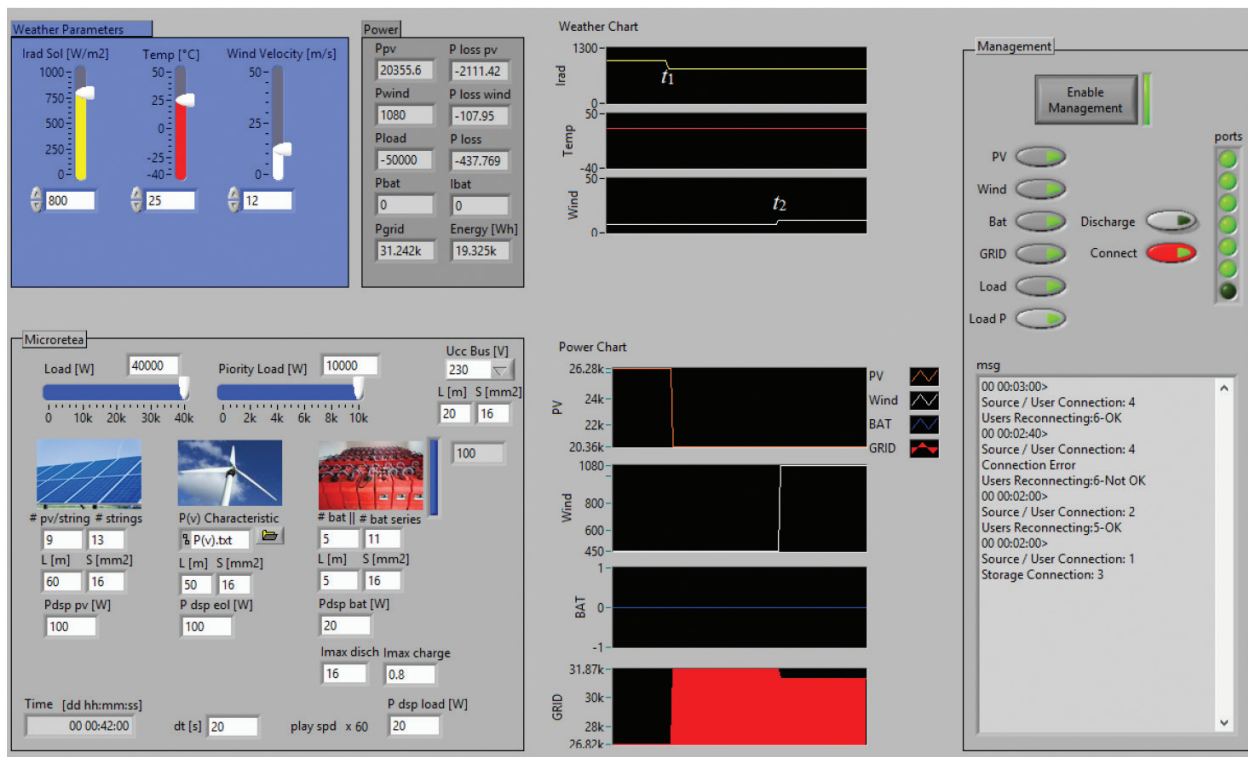 Weather Parameters
Irad Sol [W/m2] Temp [°C] Wind Velocity [m/s]
1000 50 50
750 25
500 0 25
250 -25
0 -40 0
800 25 12
Power
Ppv P loss pv
20355.6 -2111.42
Pwind P loss wind
1080 -107.95
Pload P loss
-50000 -437.769
Pbat Ibat
0 0
Pgrid Energy [Wh]
31.242k 19.325k
Weather Chart
1300
Irad
0
t1
50
Temp
-40
50
Wind
0
t2
Management
Enable
Management
ports
PV
Wind
Bat Discharge
GRID Connect
Load
Load P
Microretea
Load [W] 40000 Piority Load [W] 10000 Ucc Bus [V]
230
0 10k 20k 30k 40k 0 2k 4k 6k 8k 10k
L [m] S [mm2]
20 16
100
# pv/string # strings
9 13
L [m] S [mm2]
60 16
Pdsp pv [W]
100
P(v) Characteristic
P(v).txt
L [m] S [mm2]
50 16
P dsp eol [W]
100
# bat || # bat series
5 11
L [m] S [mm2]
5 16
Pdsp bat [W]
20
Imax disch Imax charge
16 0.8
P dsp load [W]
20
Time [dd hh:mm:ss]
00 00:42:00
dt [s] 20 play spd x 60
Power Chart
26.28k
24k
PV
22k
20.36k
1080
800
Wind
600
450
1
BAT
0
-1
31.87k
30k
GRID
28k
26.82k
PV
Wind
BAT
GRID
msg
00 00:03:00>
Source / User Connection: 4
Users Reconnecting:6-OK
00 00:02:40>
Source / User Connection: 4
Connection Error
Users Reconnecting:6-Not OK
00 00:02:00>
Source / User Connection: 2
Users Reconnecting:5-OK
00 00:02:00>
Source / User Connection: 1
Storage Connection: 3